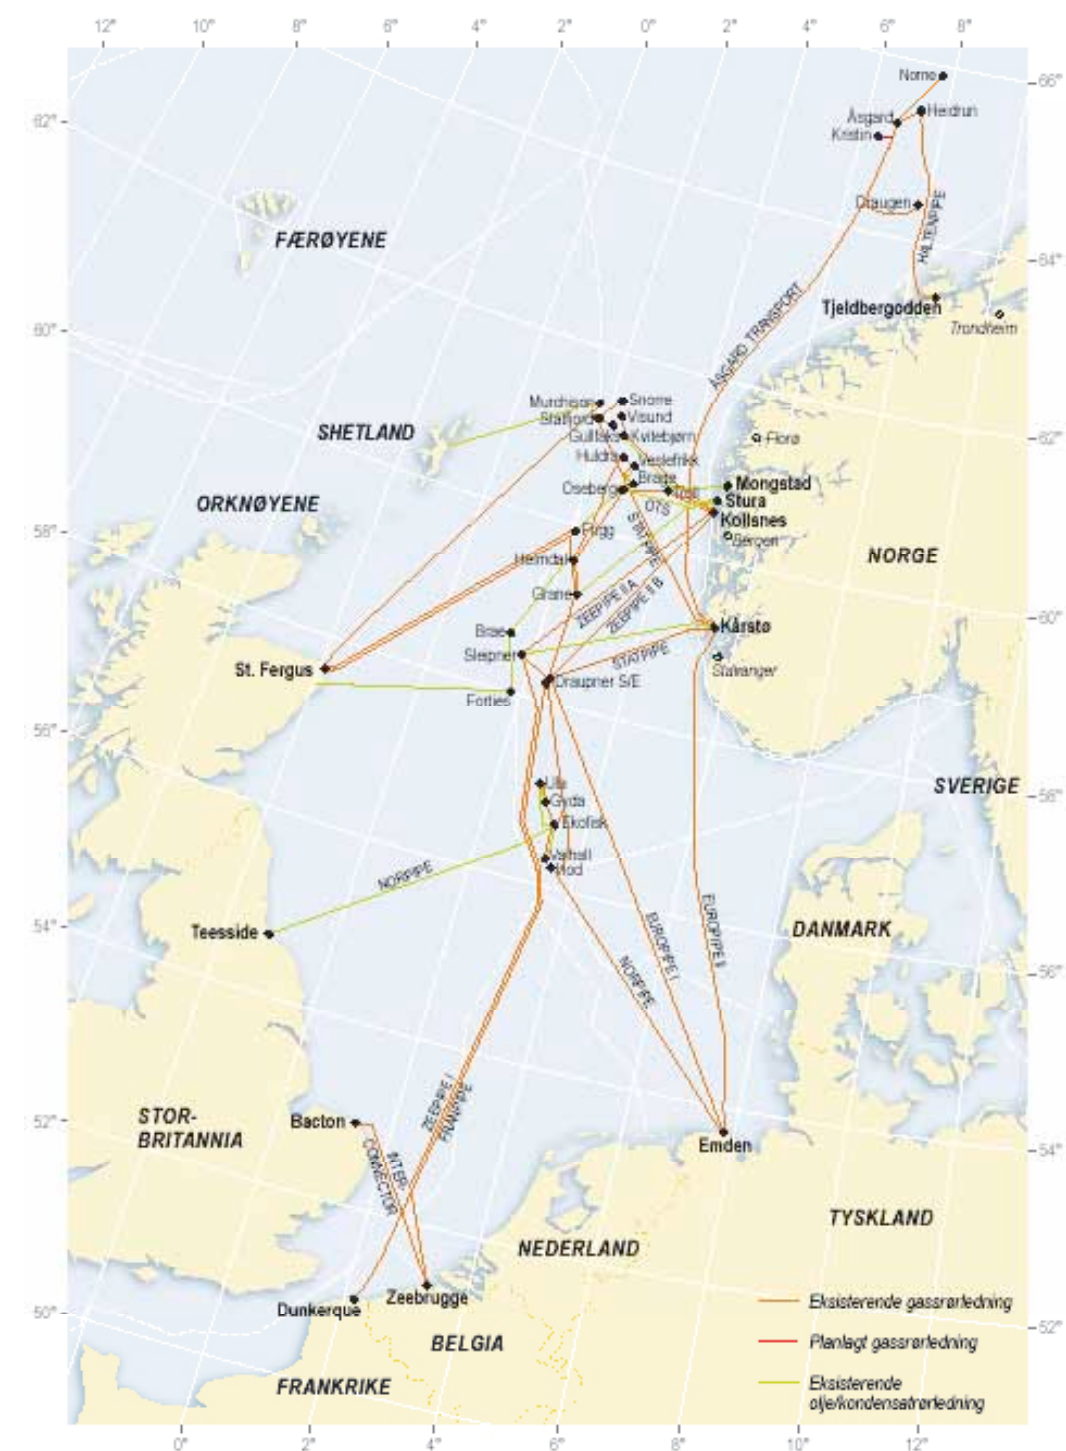 12° 10° 8° 6° 4° 2° 0° 2° 4° 6° 8°
Norne
66°
Heidrun
Åsgard
62°
Kristin
Draugen
HALTENPIPE
FÆRØYENE
64°
Tjeldbergodden
ÅSGARD TRANSPORT
Trondheim
60°
Murchison
Snorre
Statfjord
Visund
SHETLAND
Gullfaks
Kvitebjørn
Florø
62°
Huldra
Veslefrikk
Brage
Oseberg
Troll
Mongstad
Stura
ORKNØYENE
OTS
Kollsnes
STATPIPE
58°
Frigg
Bergen
NORGE
Heimdal
Grane
ZEEPIPE II A
ZEEPIPE II B
60°
Brae
Kårstø
Sleipner
STATPIPE
St. Fergus
Stavanger
Draupner S/E
Forties
56°
Ula
SVERIGE
58°
Gyda
Ekofisk
Valhall
Hod
NORPIPE
54°
Teesside
DANMARK
EUROPIPE I
EUROPIPE II
NORPIPE
56°
ZEEPIPE I
FRANPIPE
52°
STOR-
BRITANNIA
Bacton
Emden
54°
INTER-
CONNECTOR
TYSKLAND
NEDERLAND
Zeebrugge
Dunkerque
50°
Eksisterende gassrørledning
52°
BELGIA
Planlagt gassrørledning
FRANKRIKE
Eksisterende
olje/kondensatrørledning
0° 2° 4° 6° 8° 10° 12°